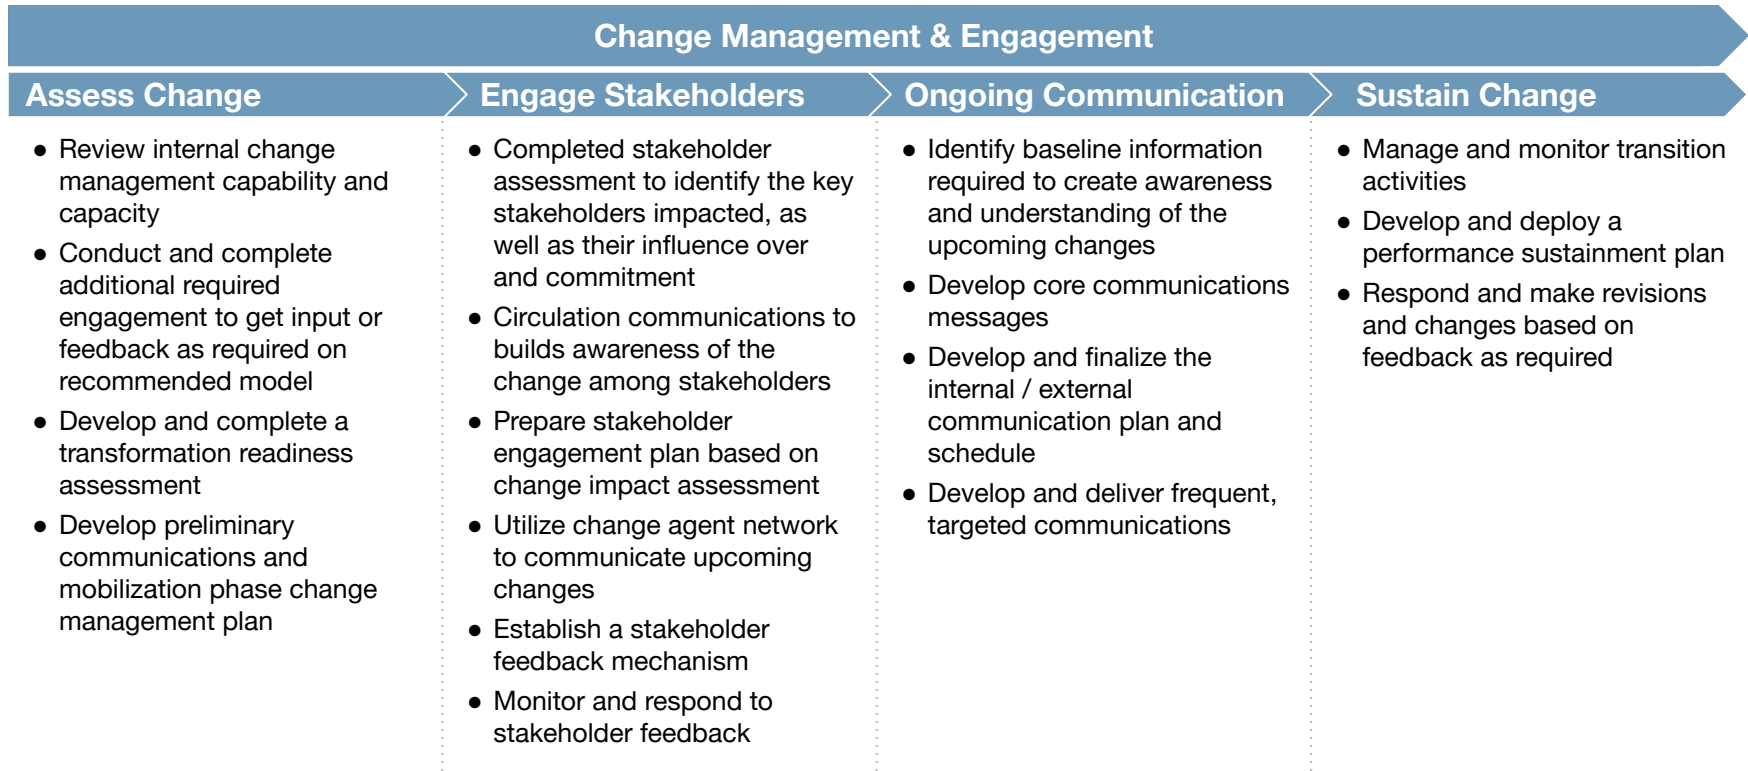 Change Management & Engagement
Assess Change
● Review internal change
management capability and
capacity
● Conduct and complete
additional required
engagement to get input or
feedback as required on
recommended model
● Develop and complete a
transformation readiness
assessment
● Develop preliminary
communications and
mobilization phase change
management plan
Engage Stakeholders
● Completed stakeholder
assessment to identify the key
stakeholders impacted, as
well as their influence over
and commitment
● Circulation communications to
builds awareness of the
change among stakeholders
● Prepare stakeholder
engagement plan based on
change impact assessment
● Utilize change agent network
to communicate upcoming
changes
● Establish a stakeholder
feedback mechanism
● Monitor and respond to
stakeholder feedback
Ongoing Communication
● Identify baseline information
required to create awareness
and understanding of the
upcoming changes
● Develop core communications
messages
● Develop and finalize the
internal / external
communication plan and
schedule
● Develop and deliver frequent,
targeted communications
Sustain Change
● Manage and monitor transition
activities
● Develop and deploy a
performance sustainment plan
● Respond and make revisions
and changes based on
feedback as required